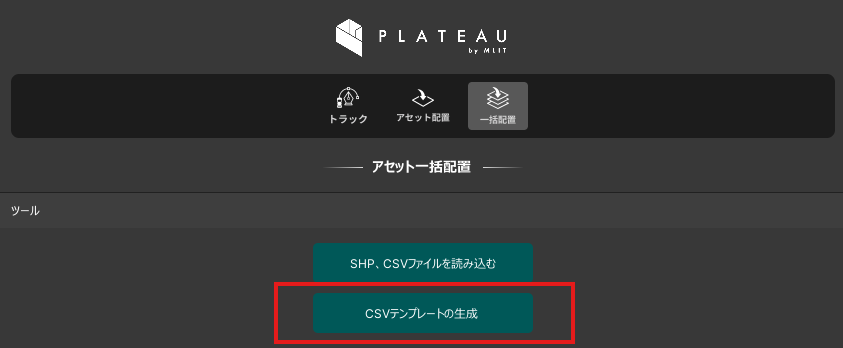 PLATEAU
by MLIT
トラック
アセット配置
一括配置
アセット一括配置
ツール
SHP、CSVファイルを読み込む
CSVテンプレートの生成